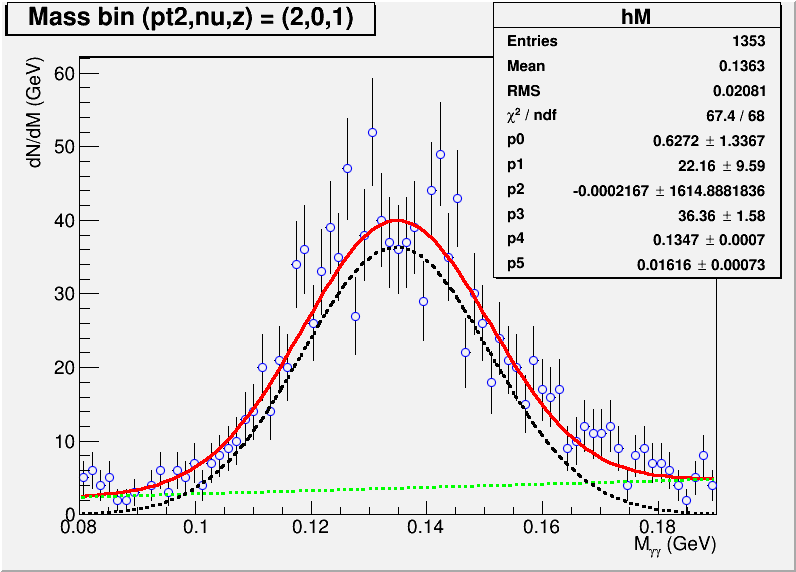 Mass bin (pt2,nu,z) = (2,0,1)
hM
Entries 1353
Mean 0.1363
RMS 0.02081
χ² / ndf 67.4 / 68
p0 0.6272 ± 1.3367
p1 22.16 ± 9.59
p2 -0.0002167 ± 1614.8881836
p3 36.36 ± 1.58
p4 0.1347 ± 0.0007
p5 0.01616 ± 0.00073
dN/dM (GeV)
60
50
40
30
20
10
0
0.08 0.1 0.12 0.14 0.16 0.18
Mγγ (GeV)